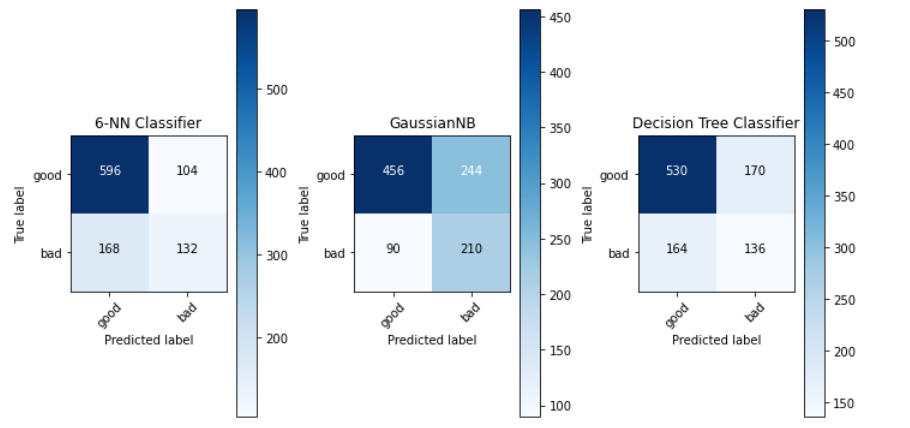 6-NN Classifier
True label
good
bad
596
104
168
132
good
bad
Predicted label
500
400
300
200
GaussianNB
True label
good
bad
456
244
90
210
good
bad
Predicted label
450
400
350
300
250
200
150
100
Decision Tree Classifier
True label
good
bad
530
170
164
136
good
bad
Predicted label
500
450
400
350
300
250
200
150